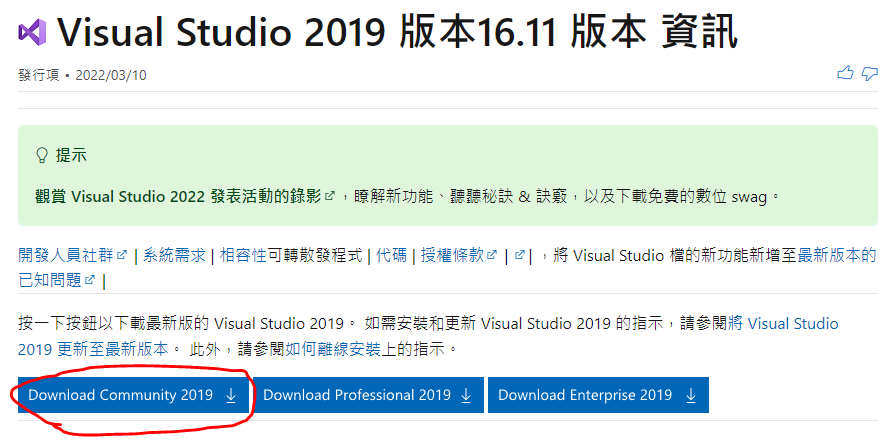 Visual Studio 2019 版本16.11 版本 資訊
發行項 • 2022/03/10
提示
觀賞 Visual Studio 2022 發表活動的錄影 ，瞭解新功能、聽聽秘訣 & 訣竅，以及下載免費的數位 swag。
開發人員社群 | 系統需求 | 相容性可轉散發程式 | 代碼 | 授權條款 | | ，將 Visual Studio 檔的新功能新增至最新版本的
已知問題 |
按一下按鈕以下載最新版的 Visual Studio 2019。 如需安裝和更新 Visual Studio 2019 的指示，請參閱將 Visual Studio
2019 更新至最新版本。 此外，請參閱如何離線安裝上的指示。
Download Community 2019 Download Professional 2019 Download Enterprise 2019